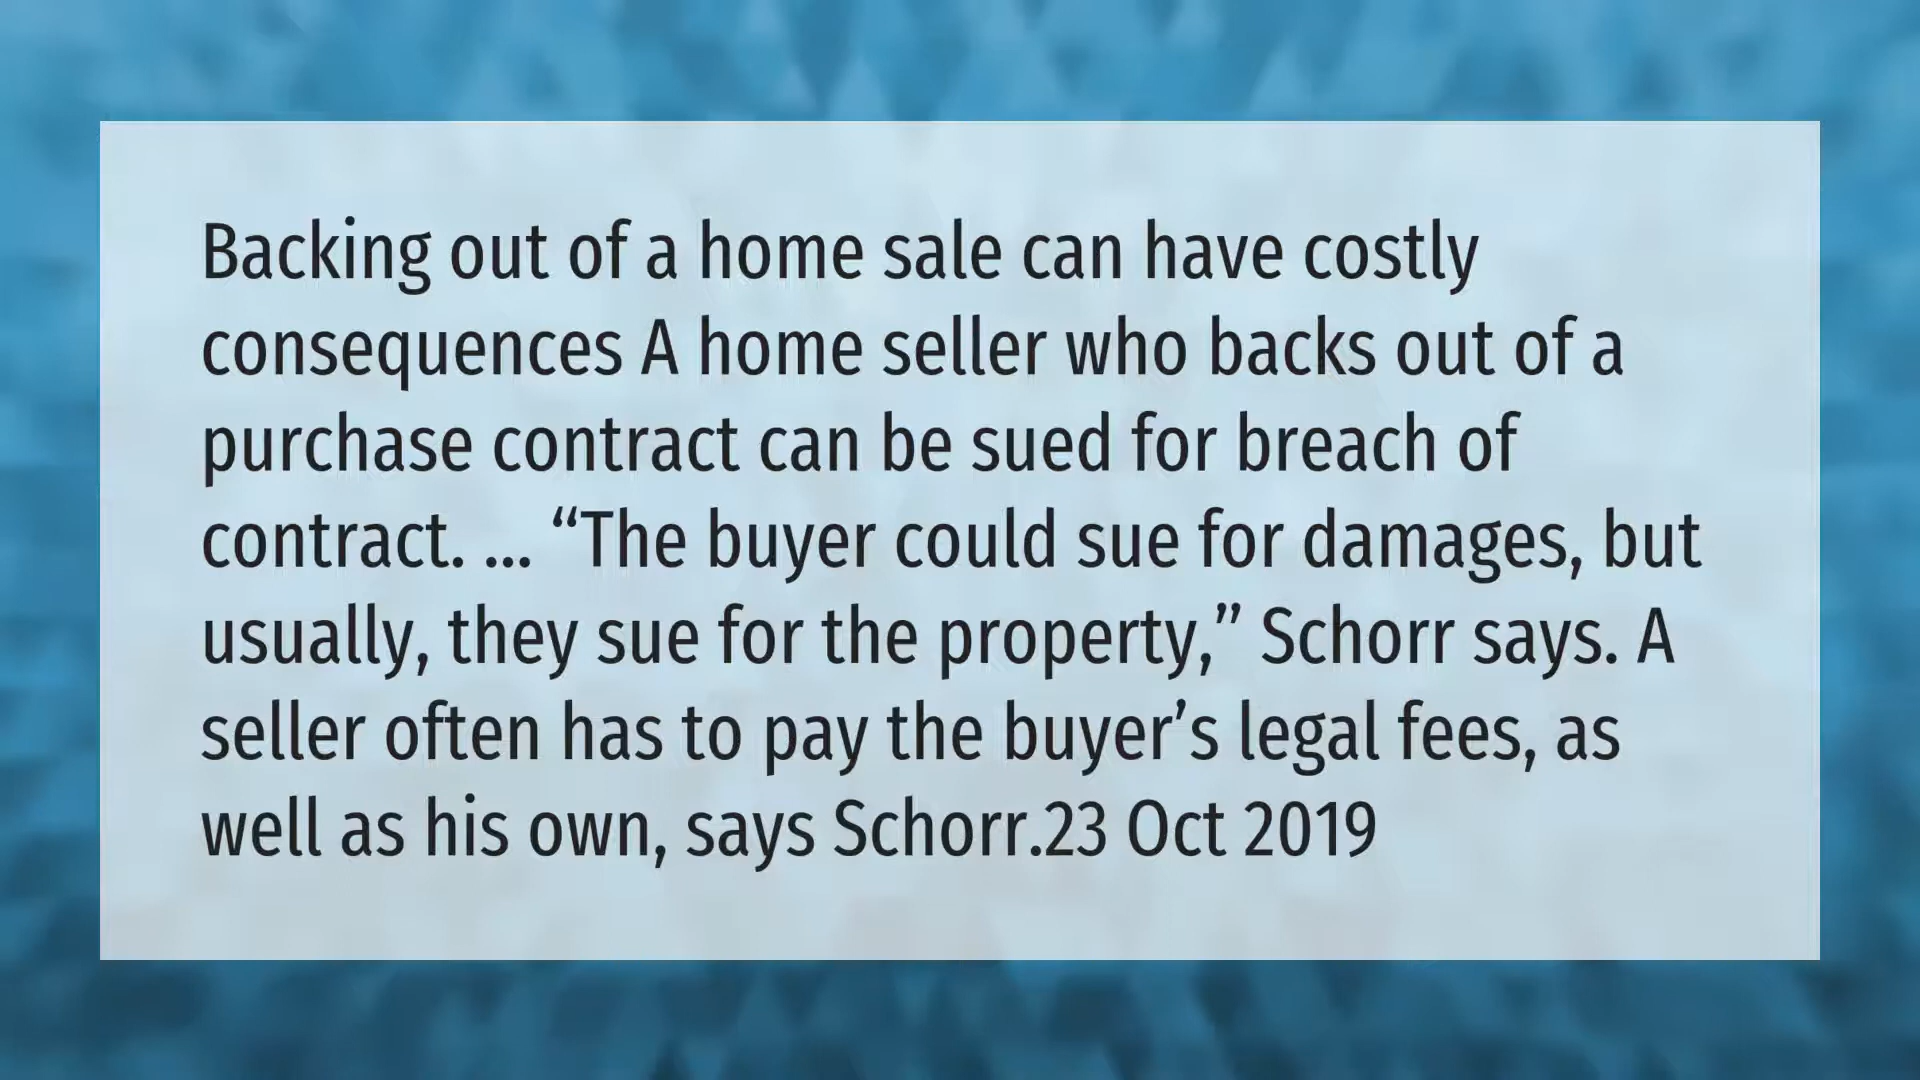 Backing out of a home sale can have costly
consequences A home seller who backs out of a
purchase contract can be sued for breach of
contract. ... “The buyer could sue for damages, but
usually, they sue for the property,” Schorr says. A
seller often has to pay the buyer’s legal fees, as
well as his own, says Schorr.23 Oct 2019